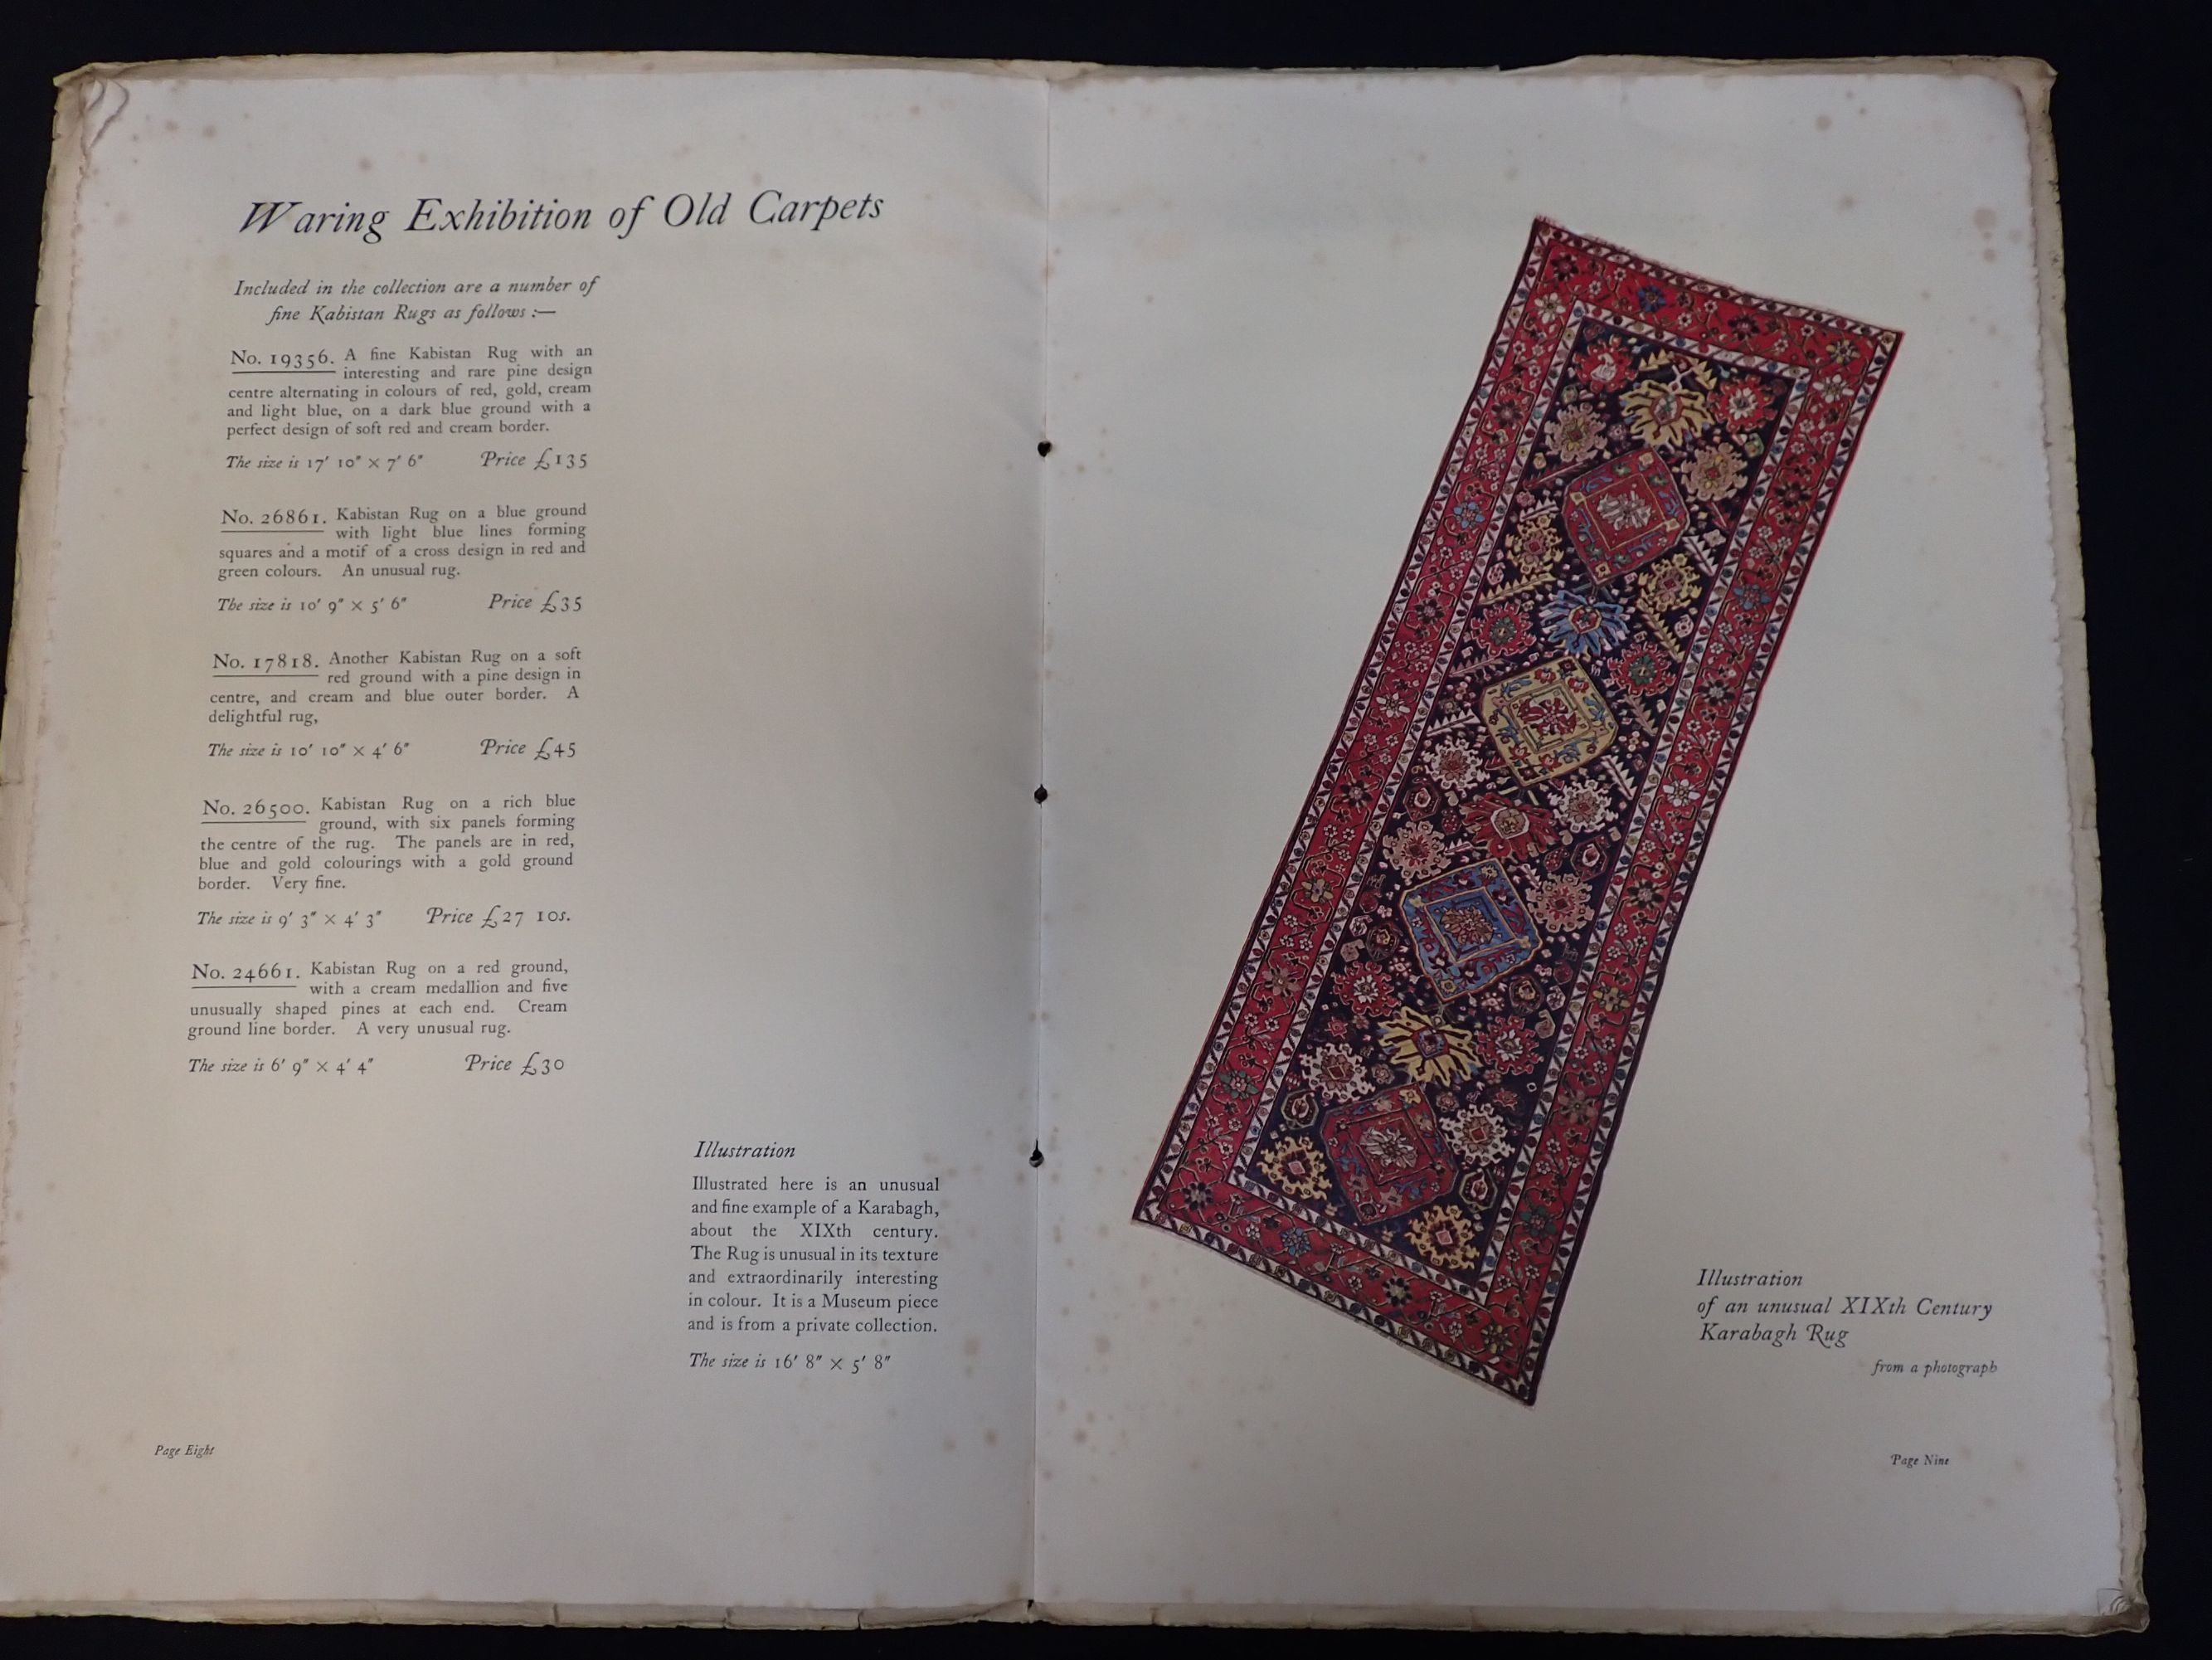 Waring Exhibition of Old Carpets
Included in the collection are a number of
fine Kabistan Rugs as follows :—
No. 19356. A fine Kabistan Rug with an
interesting and rare pine design
centre alternating in colours of red, gold, cream
and light blue, on a dark blue ground with a
perfect design of soft red and cream border.
The size is 17' 10" × 7' 6" Price £135
No. 26861. Kabistan Rug on a blue ground
with light blue lines forming
squares and a motif of a cross design in red and
green colours. An unusual rug.
The size is 10' 9" × 5' 6" Price £35
No. 17818. Another Kabistan Rug on a soft
red ground with a pine design in
centre, and cream and blue outer border. A
delightful rug,
The size is 10' 10" × 4' 6" Price £45
No. 26500. Kabistan Rug on a rich blue
ground, with six panels forming
the centre of the rug. The panels are in red,
blue and gold colourings with a gold ground
border. Very fine.
The size is 9' 3" × 4' 3" Price £27 10s.
No. 24661. Kabistan Rug on a red ground,
with a cream medallion and five
unusually shaped pines at each end. Cream
ground line border. A very unusual rug.
The size is 6' 9" × 4' 4" Price £30
Illustration
Illustrated here is an unusual
and fine example of a Karabagh,
about the XIXth century.
The Rug is unusual in its texture
and extraordinarily interesting
in colour. It is a Museum piece
and is from a private collection.
The size is 16' 8" × 5' 8"
Page Eight
Illustration
of an unusual XIXth Century
Karabagh Rug
from a photograph
Page Nine